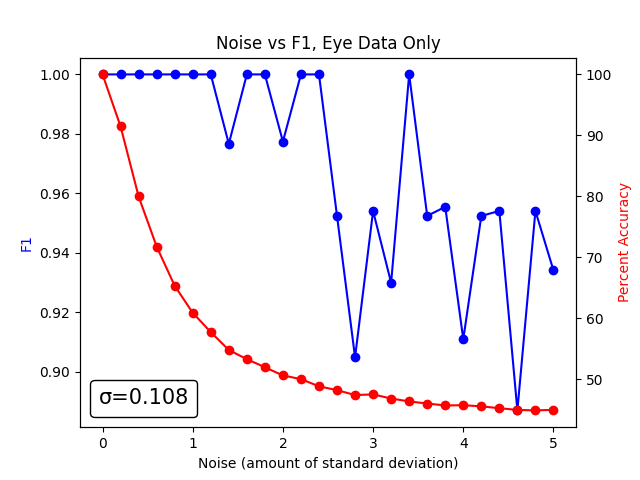 Noise vs F1, Eye Data Only
1.00
0.98
0.96
0.94
0.92
0.90
F1
100
90
80
70
60
50
Percent Accuracy
σ=0.108
0 1 2 3 4 5
Noise (amount of standard deviation)